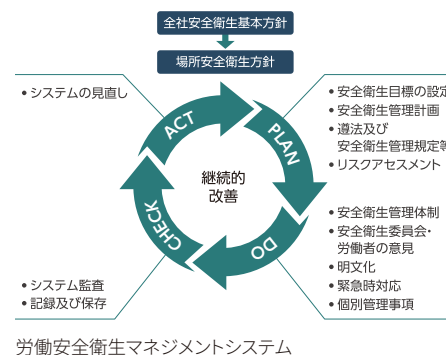 全社安全衛生基本方針
場所安全衛生方針
• システムの見直し
• 安全衛生目標の設定
• 安全衛生管理計画
• 遵法及び
安全衛生管理規定等
• リスクアセスメント
ACT
PLAN
継続的
改善
CHECK
DO
• 安全衛生管理体制
• 安全衛生委員会・
労働者の意見
• 明文化
• 緊急時対応
• 個別管理事項
• システム監査
• 記録及び保存
労働安全衛生マネジメントシステム